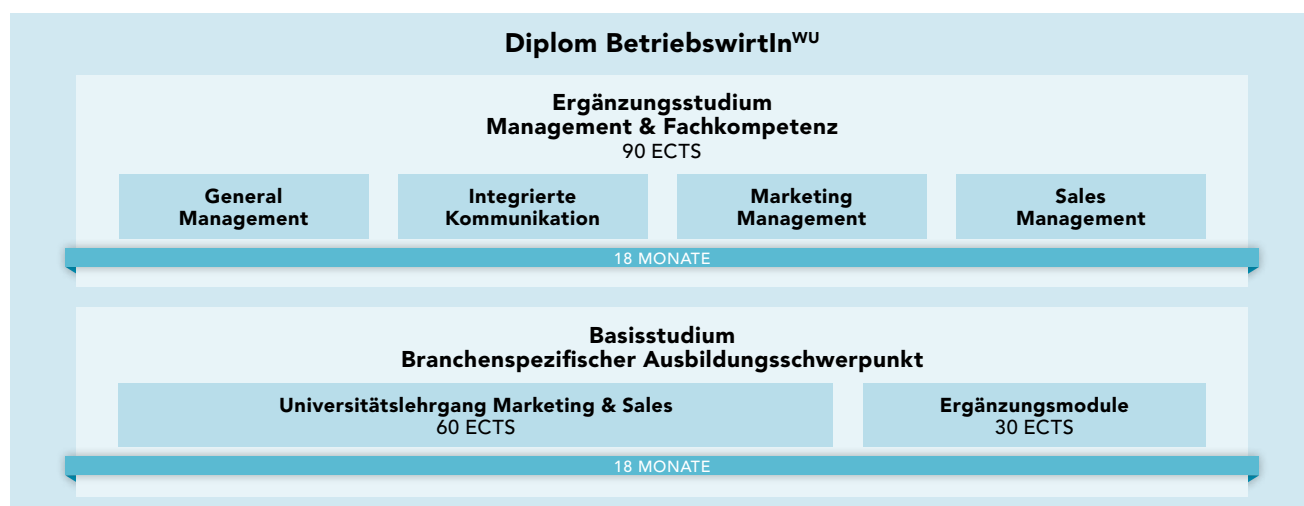 Diplom BetriebswirtInWU
Ergänzungsstudium
Management & Fachkompetenz
90 ECTS
General
Management
Integrierte
Kommunikation
Marketing
Management
Sales
Management
18 MONATE
Basisstudium
Branchenspezifischer Ausbildungsschwerpunkt
Universitätslehrgang Marketing & Sales
60 ECTS
Ergänzungsmodule
30 ECTS
18 MONATE